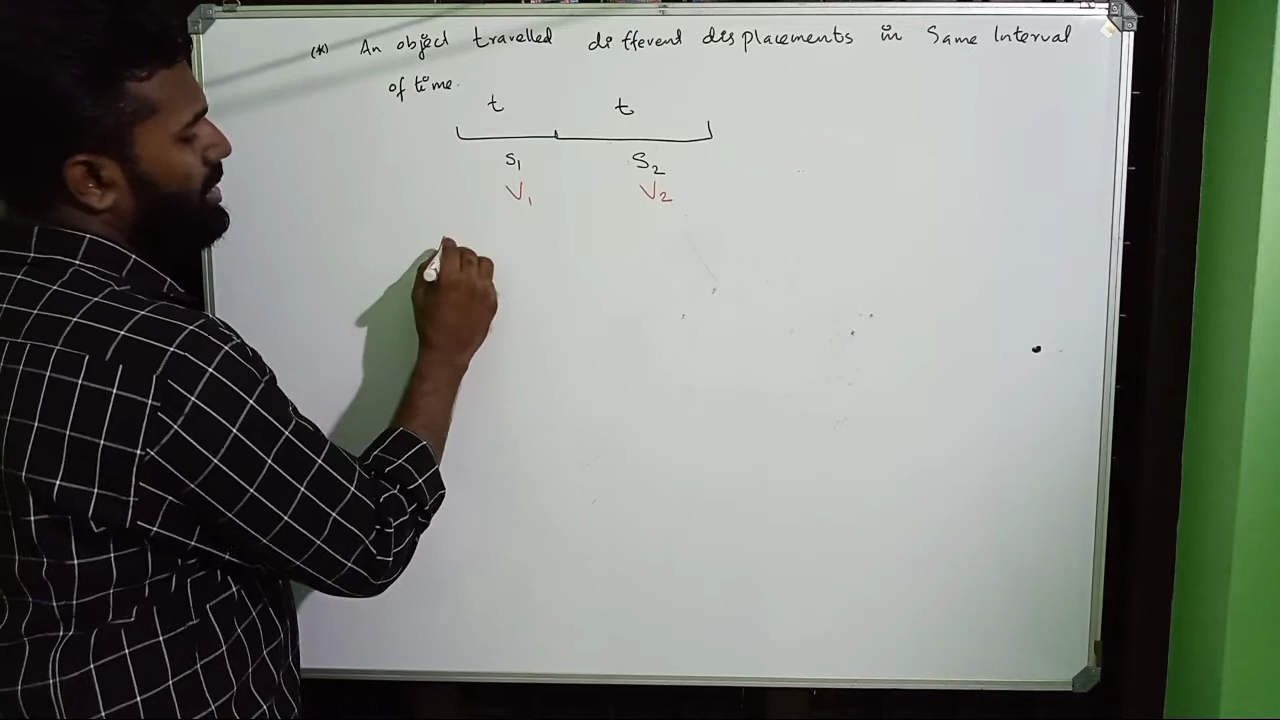 (*) An object travelled different displacements in Same Interval
of time.
t t
S1 S2
V1 V2